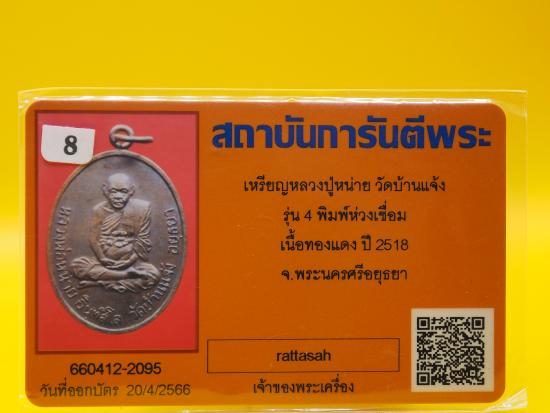 8
สถาบันการันตีพระ
เหรียญหลวงปู่หน่าย วัดบ้านแจ้ง
รุ่น 4 พิมพ์ห่วงเชื่อม
เนื้อทองแดง ปี 2518
จ.พระนครศรีอยุธยา
660412-2095
วันที่ออกบัตร 20/4/2566
rattasah
เจ้าของพระเครื่อง